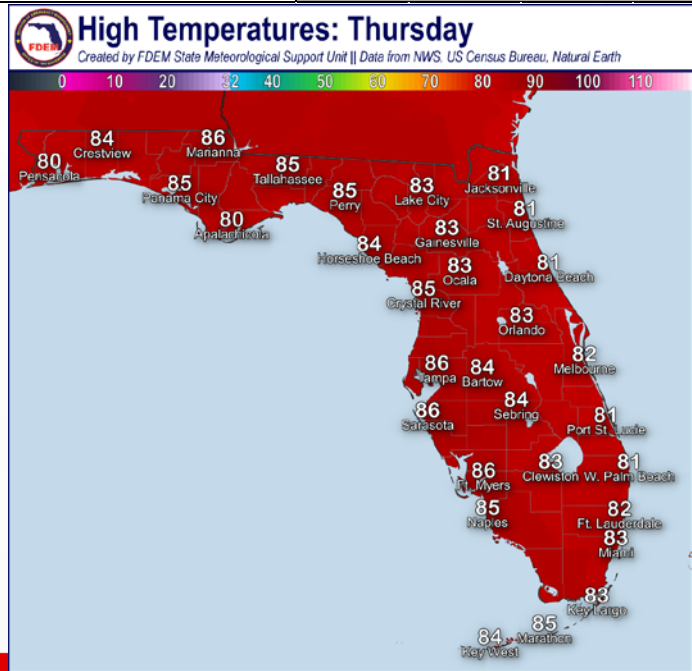 High Temperatures: Thursday
Created by FDEM State Meteorological Support Unit || Data from NWS, US Census Bureau, Natural Earth
FDEM
0 10 20 32 40 50 60 70 80 90 100 110
84
Crestview
86
Marianna
80
Pensacola
85
Tallahassee
85
Panama City
85
Perry
83
Lake City
81
Jacksonville
80
Apalachicola
81
St. Augustine
83
Gainesville
84
Horseshoe Beach
83
Ocala
81
Daytona Beach
85
Crystal River
83
Orlando
82
Melbourne
86
Tampa
84
Bartow
84
Sebring
86
Sarasota
81
Port St. Lucie
86
Ft. Myers
83
Clewiston
81
W. Palm Beach
85
Naples
82
Ft. Lauderdale
83
Miami
83
Key Largo
85
Marathon
84
Key West